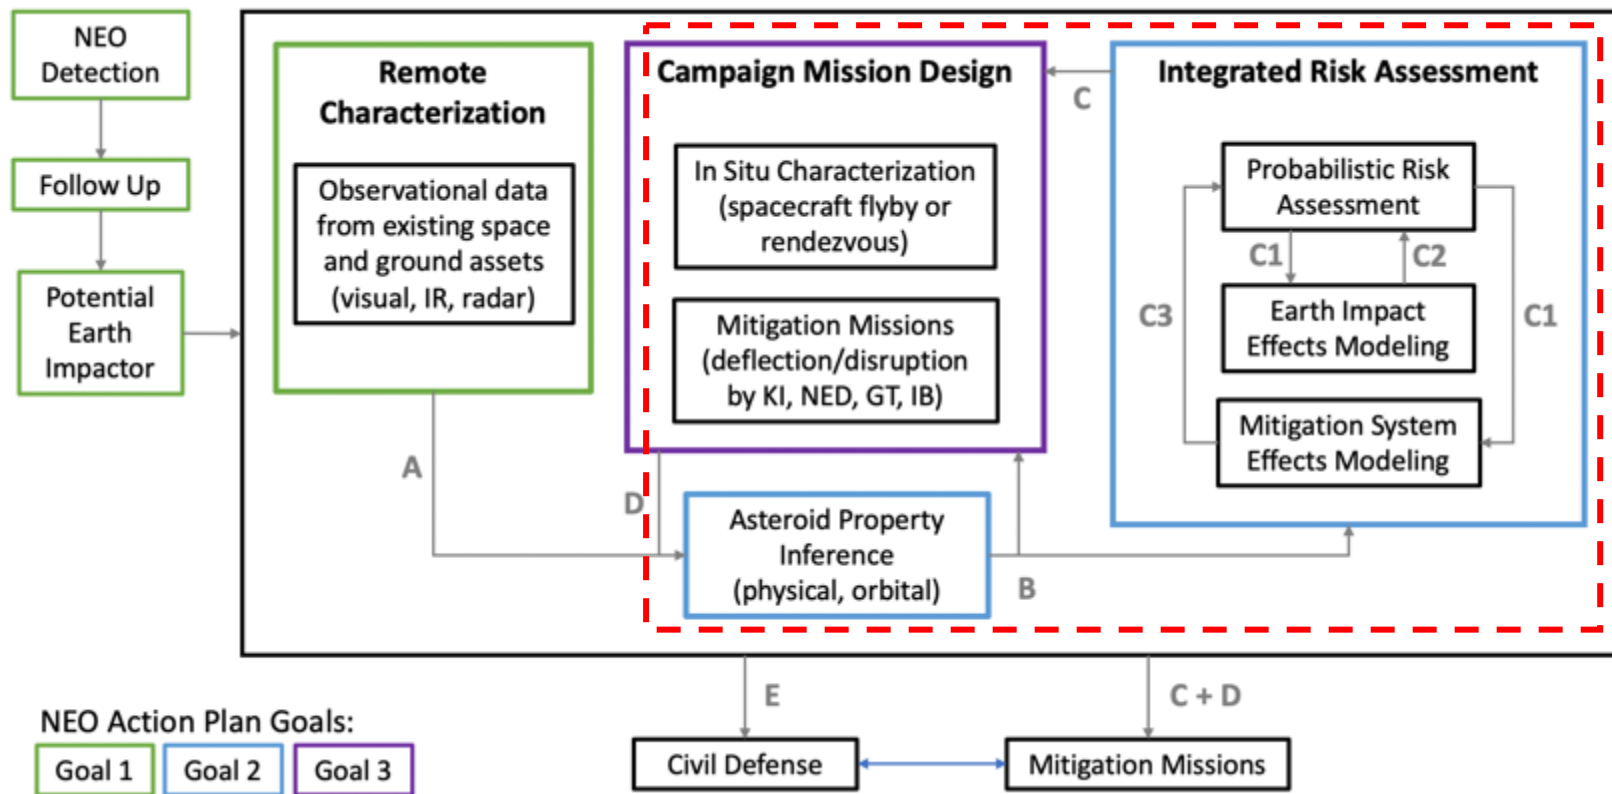 NEO
Detection
Follow Up
Potential
Earth
Impactor
Remote
Characterization
Observational data
from existing space
and ground assets
(visual, IR, radar)
A
Campaign Mission Design
In Situ Characterization
(spacecraft flyby or
rendezvous)
Mitigation Missions
(deflection/disruption
by KI, NED, GT, IB)
C
D
Asteroid Property
Inference
(physical, orbital)
B
Integrated Risk Assessment
Probabilistic Risk
Assessment
C1
C2
Earth Impact
Effects Modeling
C3
C1
Mitigation System
Effects Modeling
E
C + D
Civil Defense
Mitigation Missions
NEO Action Plan Goals:
Goal 1
Goal 2
Goal 3